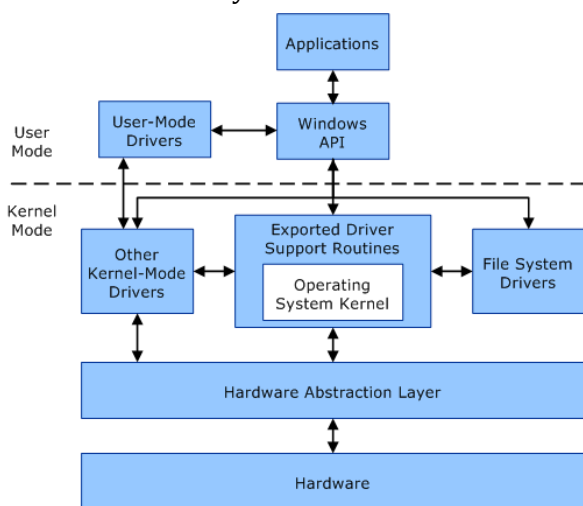 Applications
User-Mode
Drivers
Windows
API
User
Mode
Kernel
Mode
Exported Driver
Support Routines
Other
Kernel-Mode
Drivers
Operating
System Kernel
File System
Drivers
Hardware Abstraction Layer
Hardware